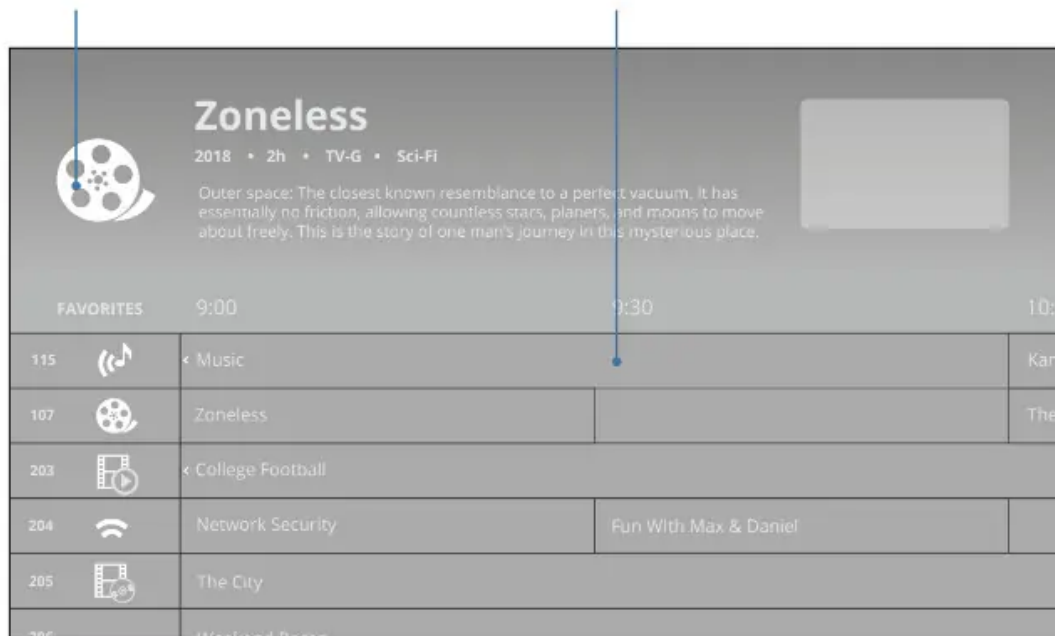 Zoneless
2018 • 2h • TV-G • Sci-Fi
Outer space: The closest known resemblance to a perfect vacuum. It has
essentially no friction, allowing countless stars, planets, and moons to move
about freely. This is the story of one man's journey in this mysterious place.
FAVORITES 9:00 9:30 10:
115 ‹ Music Kar
107 Zoneless The
203 ‹ College Football
204 Network Security Fun With Max & Daniel
205 The City